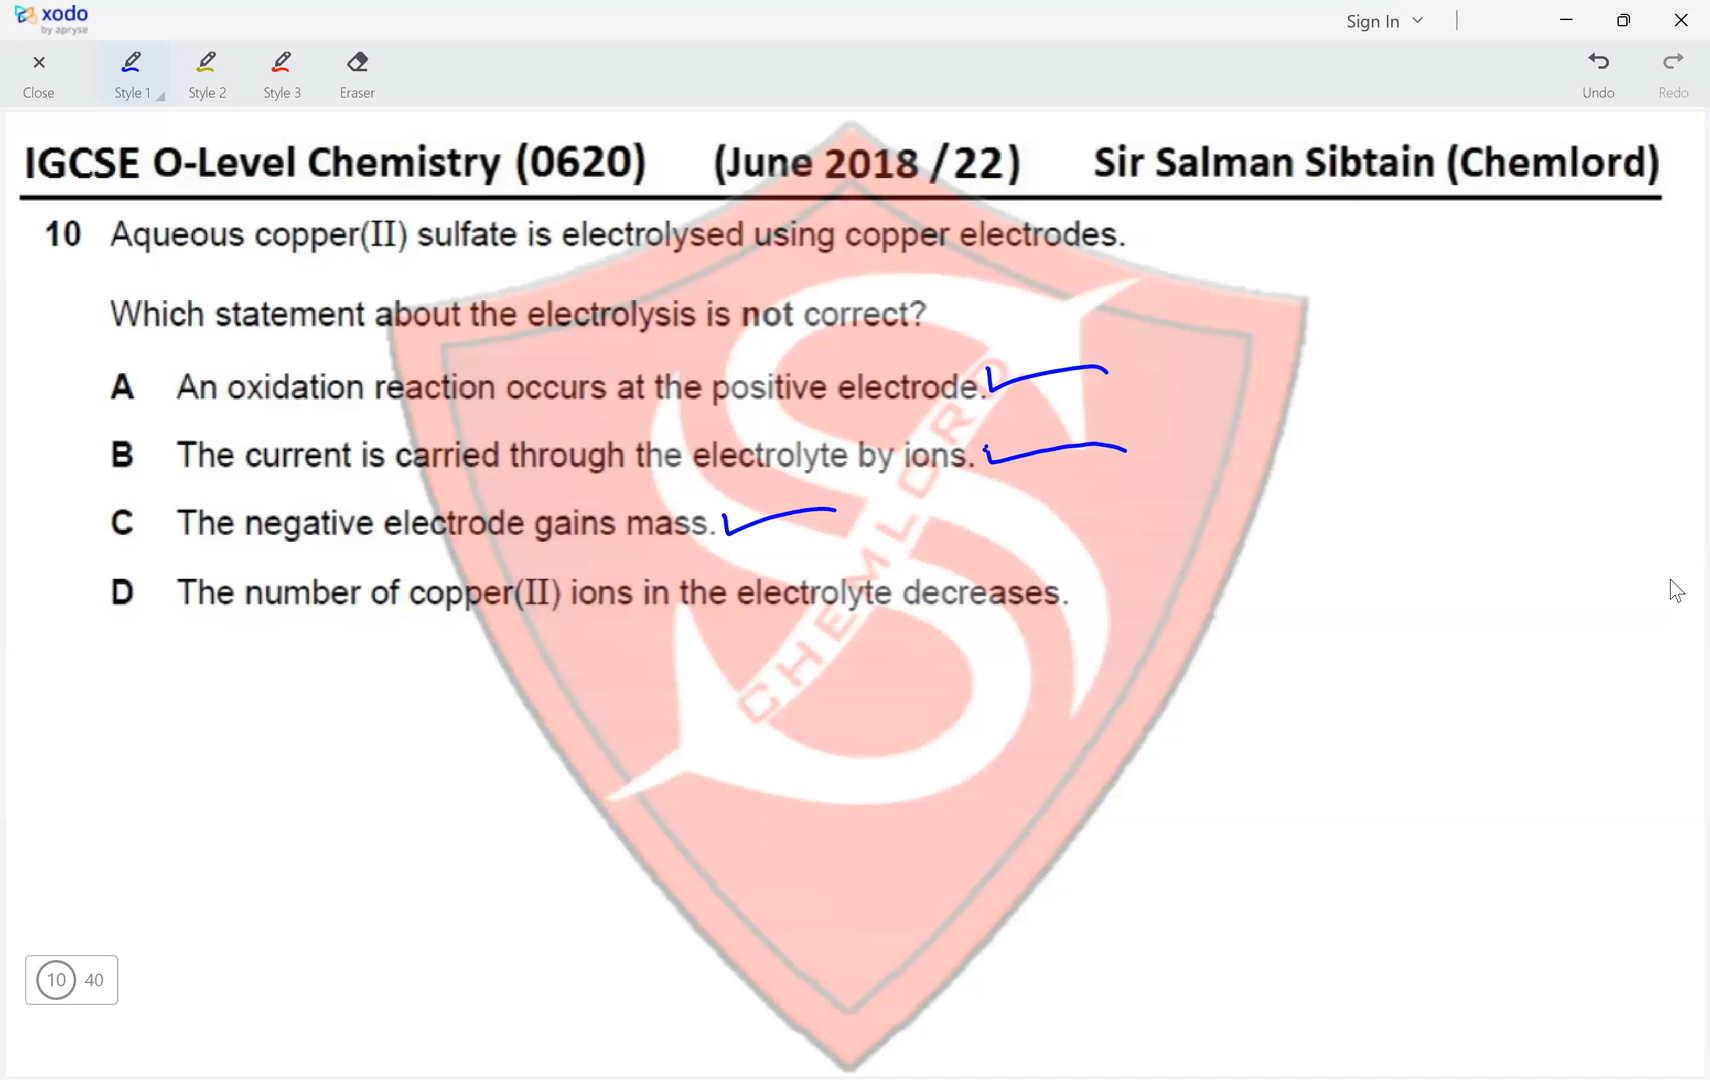 xodo
by apryse
Sign In
Close
Style 1
Style 2
Style 3
Eraser
Undo
Redo
IGCSE O-Level Chemistry (0620) (June 2018 /22) Sir Salman Sibtain (Chemlord)
10 Aqueous copper(II) sulfate is electrolysed using copper electrodes.
Which statement about the electrolysis is not correct?
A An oxidation reaction occurs at the positive electrode.
B The current is carried through the electrolyte by ions.
C The negative electrode gains mass.
D The number of copper(II) ions in the electrolyte decreases.
CHEMLORD
10 40